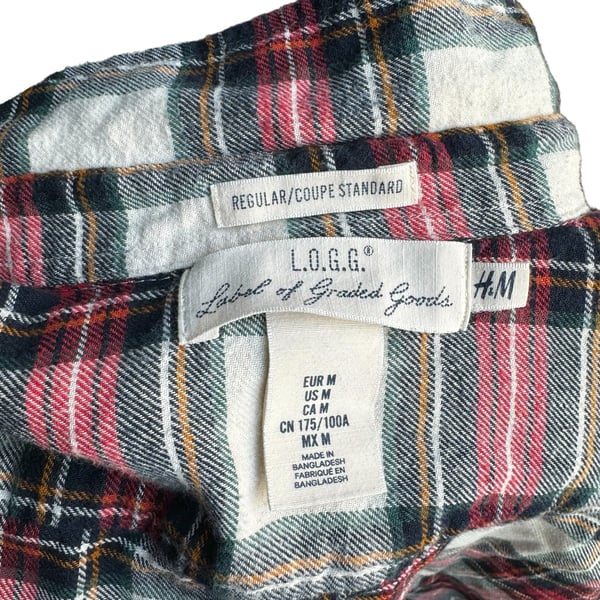 REGULAR/COUPE STANDARD
L.O.G.G.®
Label of Graded Goods
H&M
EUR M
US M
CA M
CN 175/100A
MX M
MADE IN
BANGLADESH
FABRIQUÉ EN
BANGLADESH